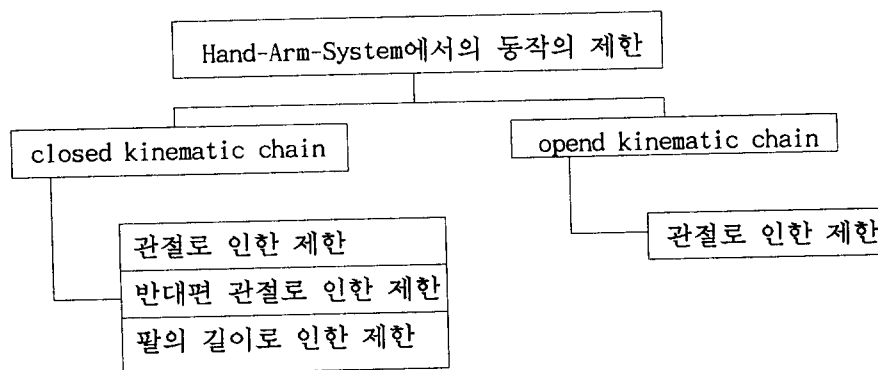 Hand-Arm-System에서의 동작의 제한
closed kinematic chain
opend kinematic chain
관절로 인한 제한
반대편 관절로 인한 제한
팔의 길이로 인한 제한
관절로 인한 제한